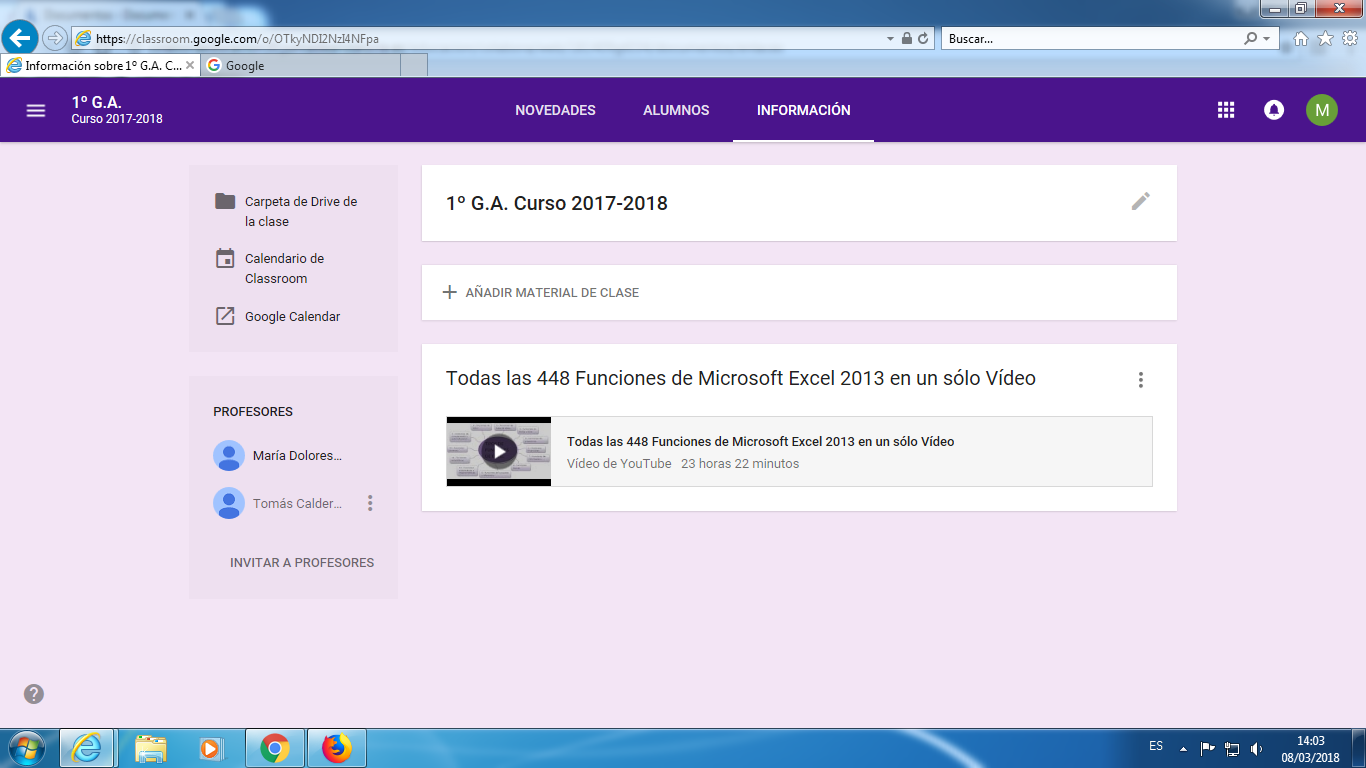 https://classroom.google.com/o/OTkyNDI2NzI4NFpa
Buscar...
Información sobre 1º G.A. C...
Google
1º G.A.
Curso 2017-2018
NOVEDADES
ALUMNOS
INFORMACIÓN
M
Carpeta de Drive de
la clase
Calendario de
Classroom
Google Calendar
PROFESORES
María Dolores...
Tomás Calder...
INVITAR A PROFESORES
1º G.A. Curso 2017-2018
AÑADIR MATERIAL DE CLASE
Todas las 448 Funciones de Microsoft Excel 2013 en un sólo Vídeo
Todas las 448 Funciones de Microsoft Excel 2013 en un sólo Vídeo
Vídeo de YouTube 23 horas 22 minutos
ES
14:03
08/03/2018